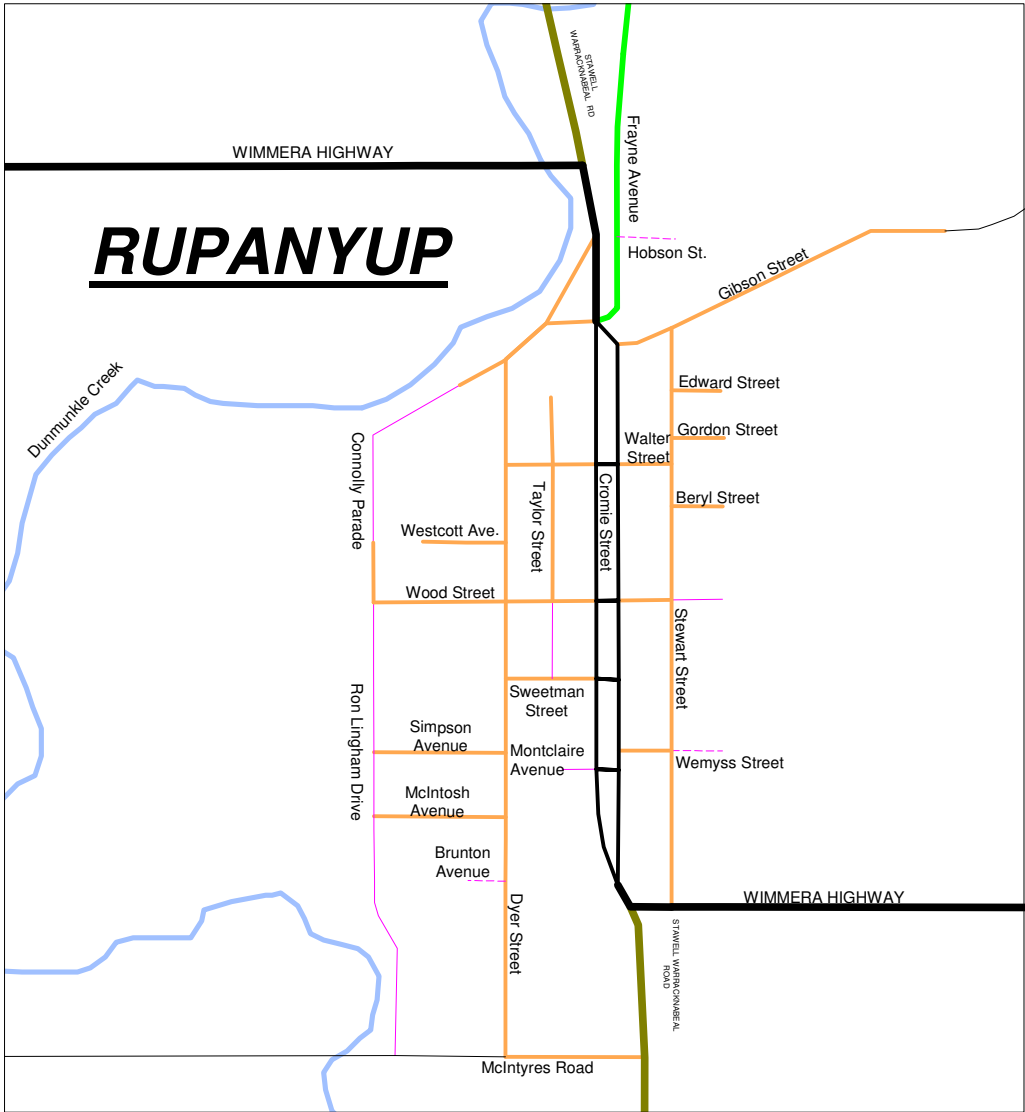 STAWELL
WARRACKNABEAL RD
Frayne Avenue
WIMMERA HIGHWAY
RUPANYUP
Hobson St.
Gibson Street
Dunmunkle Creek
Edward Street
Gordon Street
Walter
Street
Connolly Parade
Taylor Street
Cromie Street
Beryl Street
Westcott Ave.
Wood Street
Stewart Street
Ron Lingham Drive
Sweetman
Street
Simpson
Avenue
Montclaire
Avenue
Wemyss Street
McIntosh
Avenue
Brunton
Avenue
Dyer Street
WIMMERA HIGHWAY
STAWELL WARRACKNABEAL
ROAD
McIntyres Road